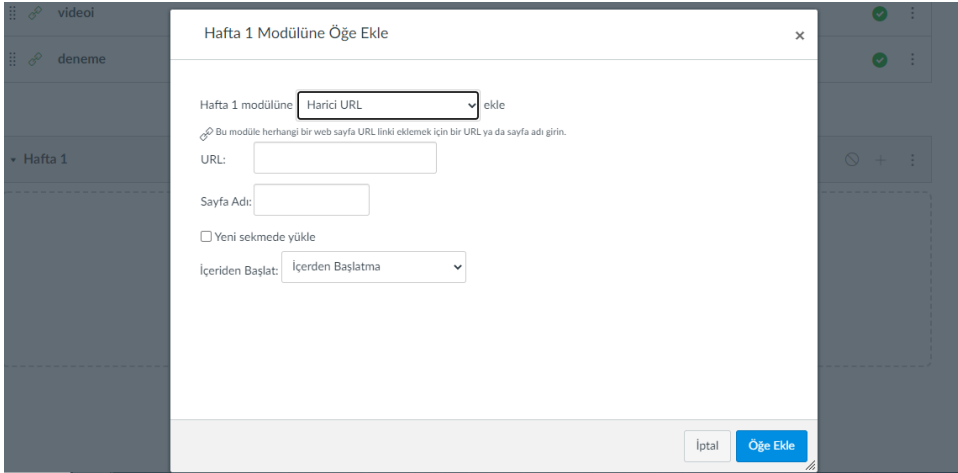 videoi
Hafta 1 Modülüne Öğe Ekle
deneme
Hafta 1 modülüne Harici URL ekle
Bu modüle herhangi bir web sayfa URL linki eklemek için bir URL ya da sayfa adı girin.
Hafta 1
URL:
Sayfa Adı:
Yeni sekmede yükle
İçeriden Başlat: İçerden Başlatma
İptal Öğe Ekle